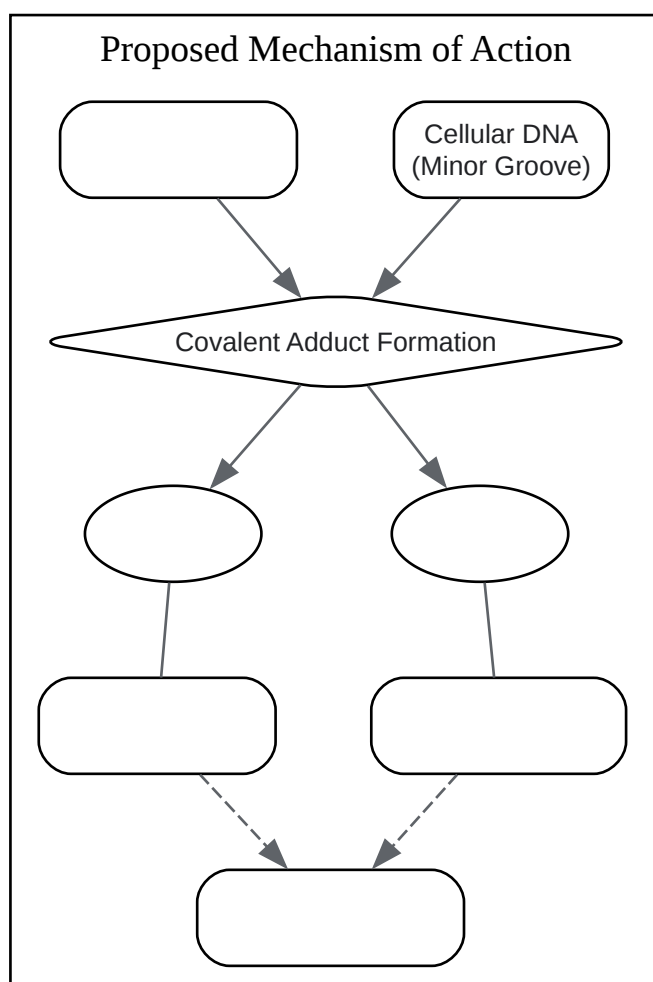 Proposed Mechanism of Action
Cellular DNA
(Minor Groove)
Covalent Adduct Formation